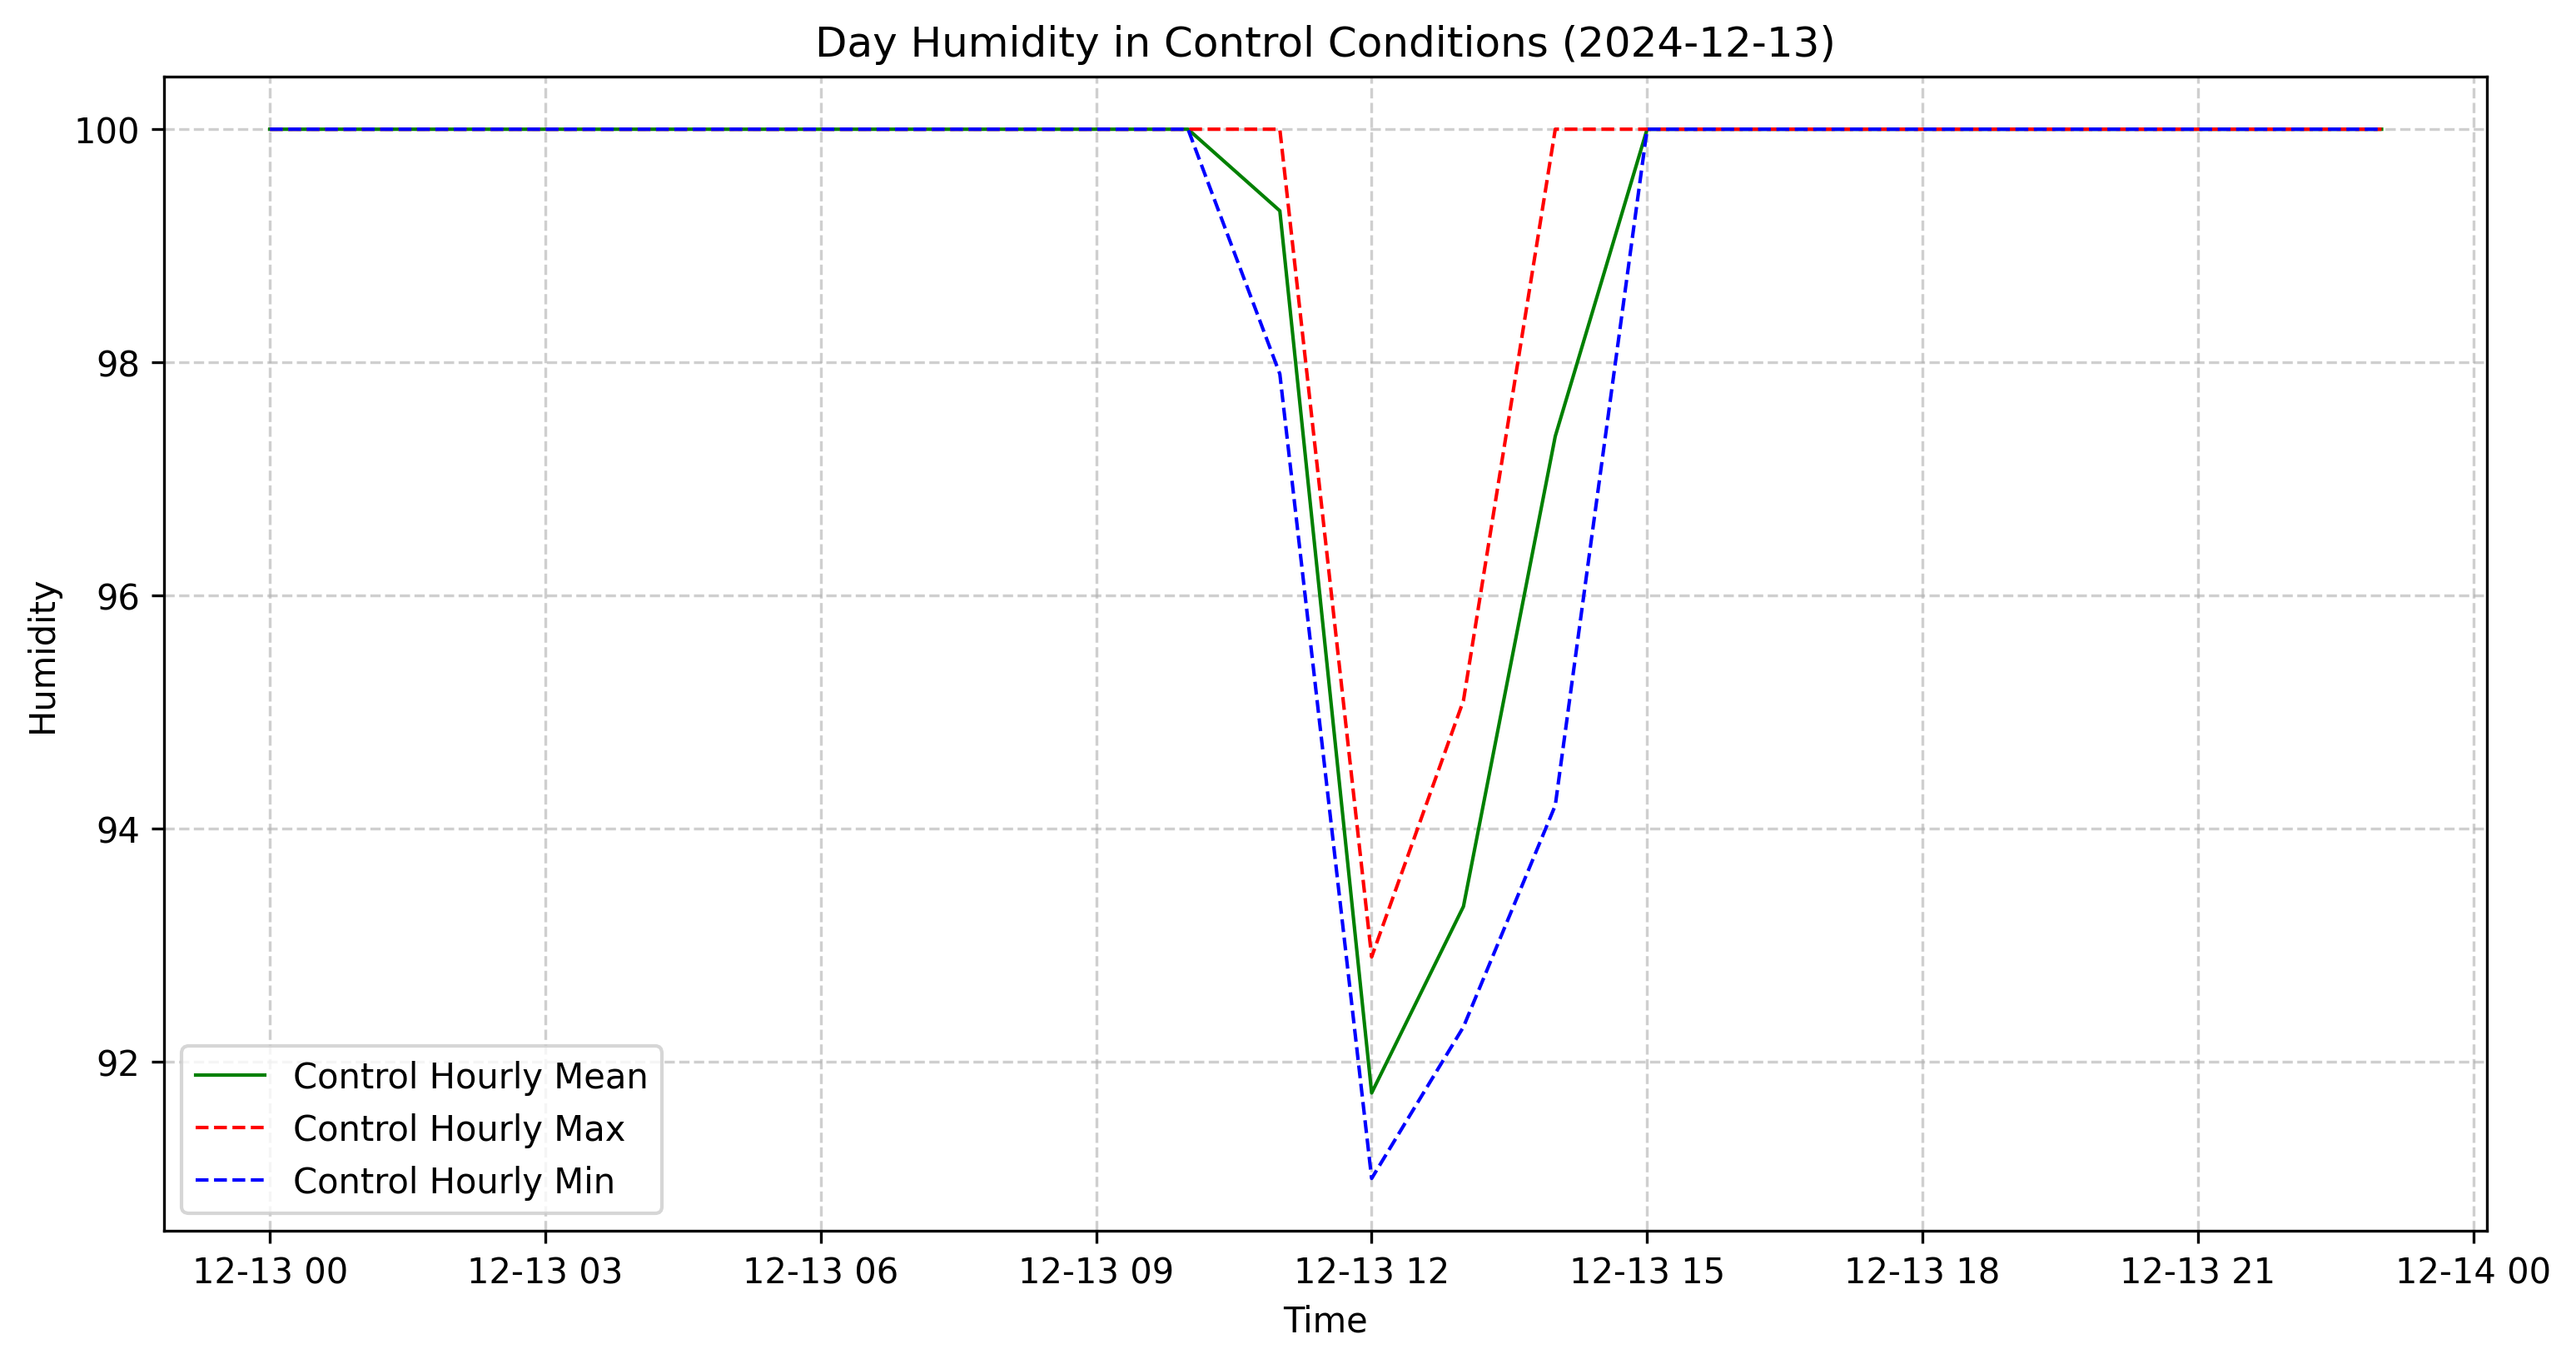 Day Humidity in Control Conditions (2024-12-13)
Humidity
100
98
96
94
92
Control Hourly Mean
Control Hourly Max
Control Hourly Min
12-13 00 12-13 03 12-13 06 12-13 09 12-13 12 12-13 15 12-13 18 12-13 21 12-14 00
Time